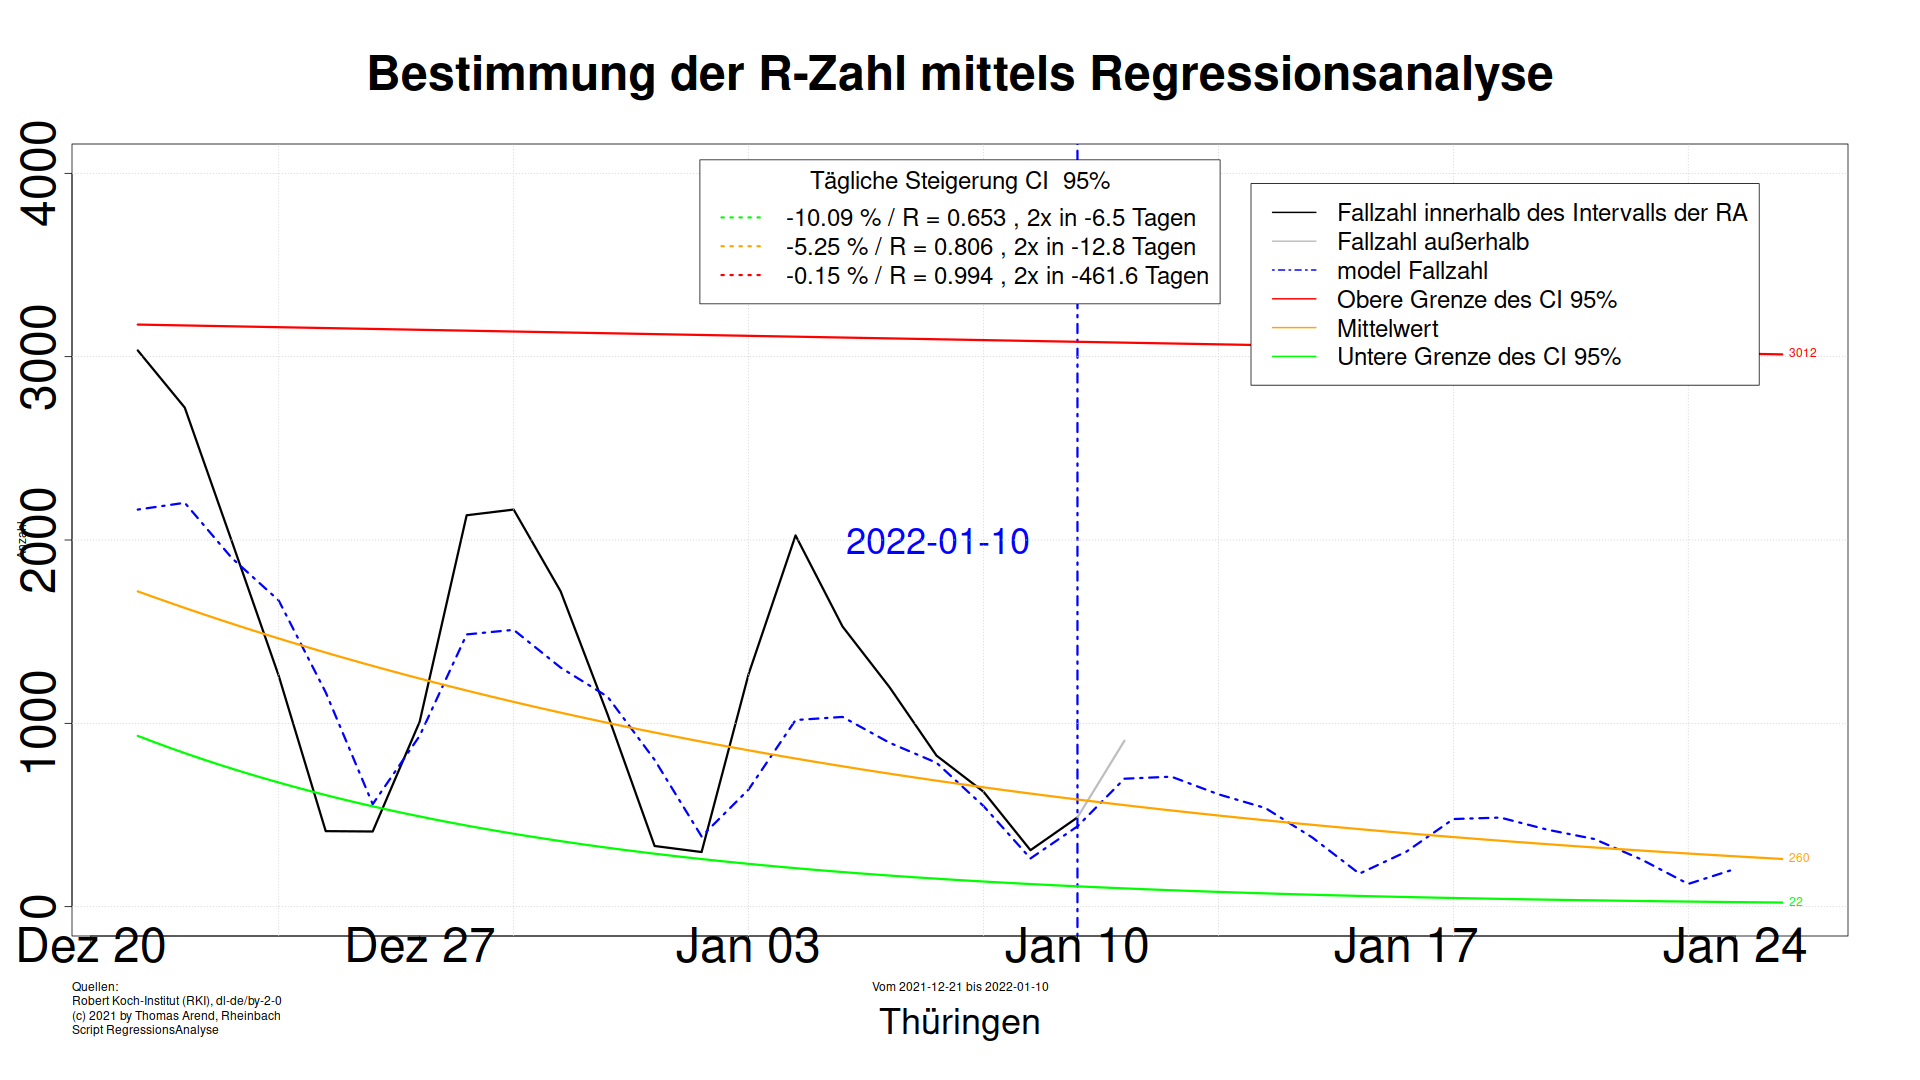 Bestimmung der R-Zahl mittels Regressionsanalyse
4000
3000
2000
1000
0
Anzahl
Tägliche Steigerung CI  95%
-10.09 % / R = 0.653 , 2x in -6.5 Tagen
-5.25 % / R = 0.806 , 2x in -12.8 Tagen
-0.15 % / R = 0.994 , 2x in -461.6 Tagen
Fallzahl innerhalb des Intervalls der RA
Fallzahl außerhalb
model Fallzahl
Obere Grenze des CI 95%
Mittelwert
Untere Grenze des CI 95%
3012
2022-01-10
260
22
Dez 20
Dez 27
Jan 03
Jan 10
Jan 17
Jan 24
Quellen:
Robert Koch-Institut (RKI), dl-de/by-2-0
(c) 2021 by Thomas Arend, Rheinbach
Script RegressionsAnalyse
Vom 2021-12-21 bis 2022-01-10
Thüringen